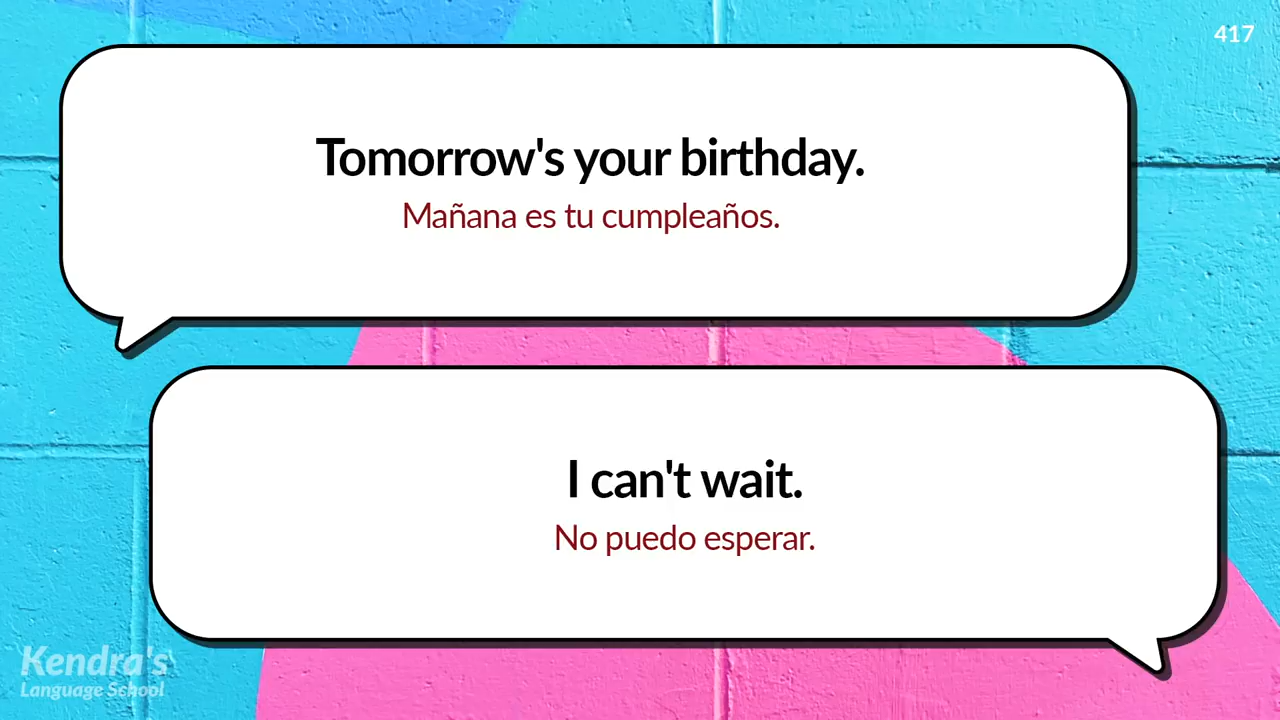 417
Tomorrow's your birthday.
Mañana es tu cumpleaños.
I can't wait.
No puedo esperar.
Kendra's
Language School